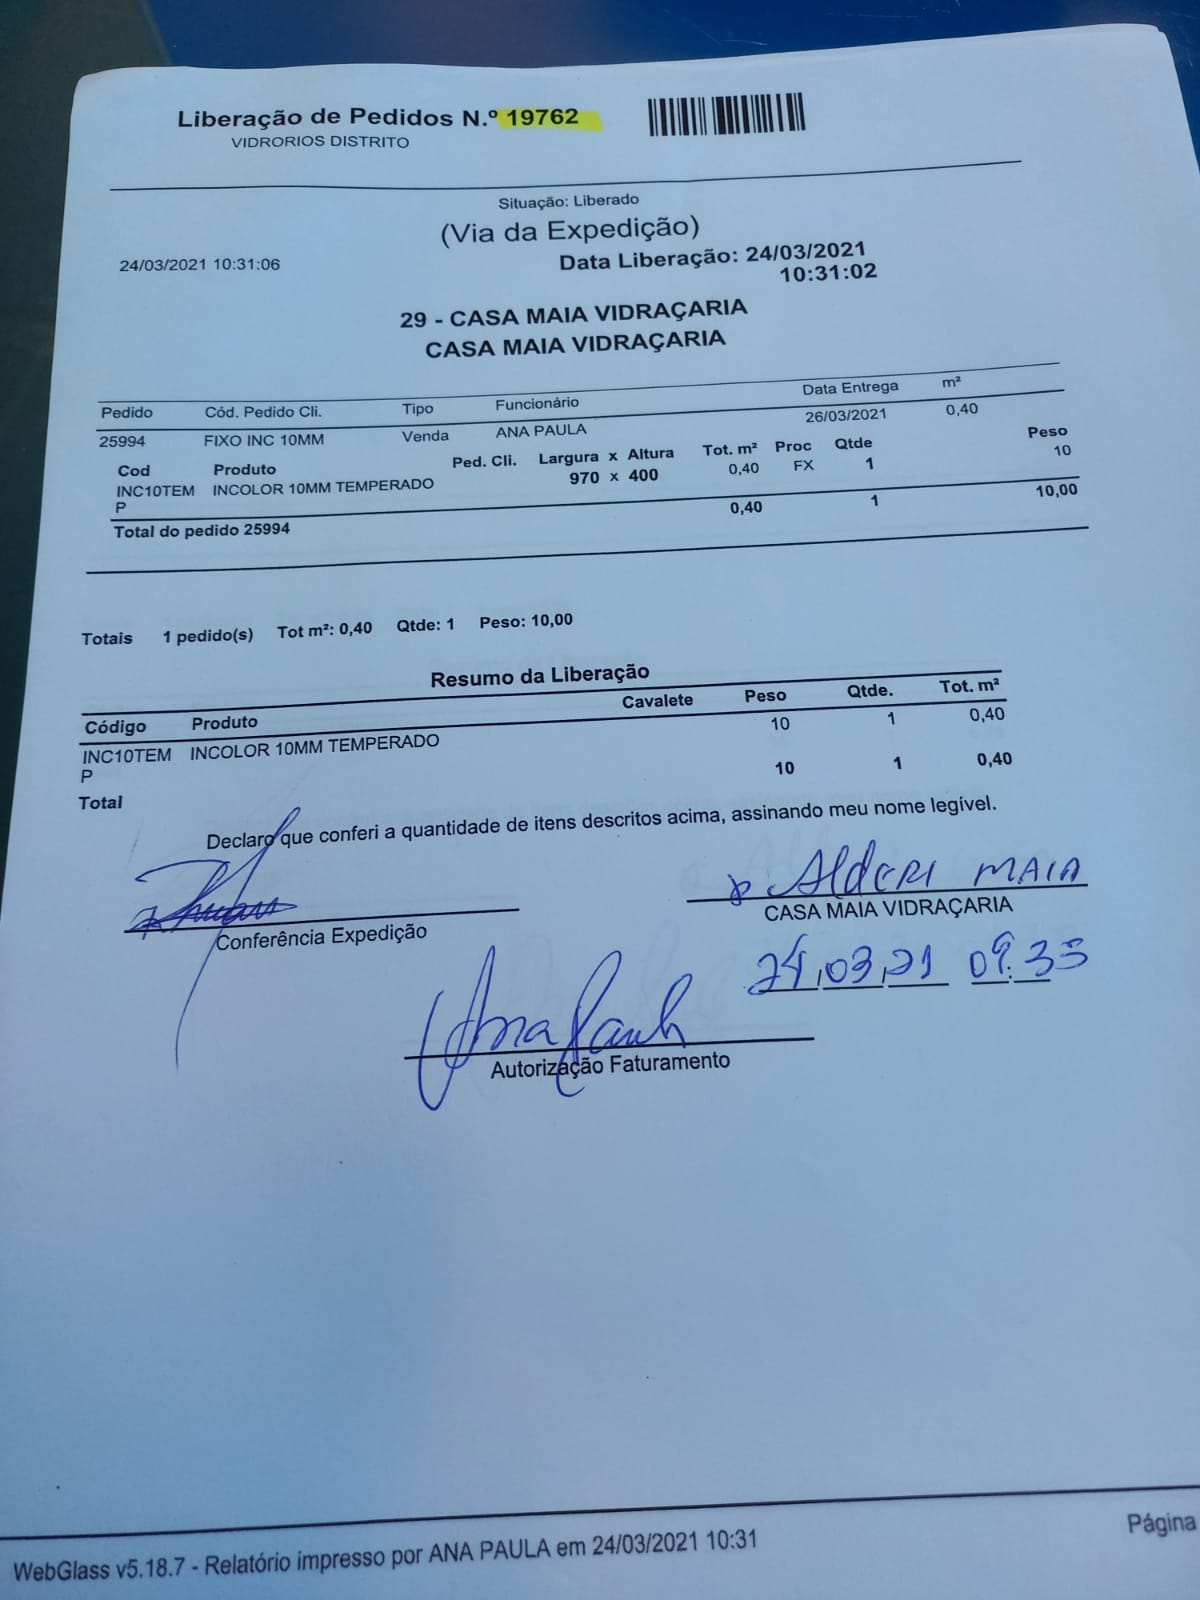 Liberação de Pedidos N.º 19762
VIDRORIOS DISTRITO
Situação: Liberado
(Via da Expedição)
24/03/2021 10:31:06
Data Liberação: 24/03/2021
10:31:02
29 - CASA MAIA VIDRAÇARIA
CASA MAIA VIDRAÇARIA
Pedido Cód. Pedido Cli. Tipo Funcionário Data Entrega m²
25994 FIXO INC 10MM Venda ANA PAULA 26/03/2021 0,40
Cod Produto Ped. Cli. Largura x Altura Tot. m² Proc Qtde Peso
INC10TEM INCOLOR 10MM TEMPERADO 970 x 400 0,40 FX 1 10
P
Total do pedido 25994 0,40 1 10,00
Totais 1 pedido(s) Tot m²: 0,40 Qtde: 1 Peso: 10,00
Resumo da Liberação
Código Produto Cavalete Peso Qtde. Tot. m²
INC10TEM INCOLOR 10MM TEMPERADO 10 1 0,40
P
Total 10 1 0,40
Declaro que conferi a quantidade de itens descritos acima, assinando meu nome legível.
Alderi MAIA
Conferência Expedição
CASA MAIA VIDRAÇARIA
24,03,21 09:33
Ana Paula
Autorização Faturamento
WebGlass v5.18.7 - Relatório impresso por ANA PAULA em 24/03/2021 10:31
Página